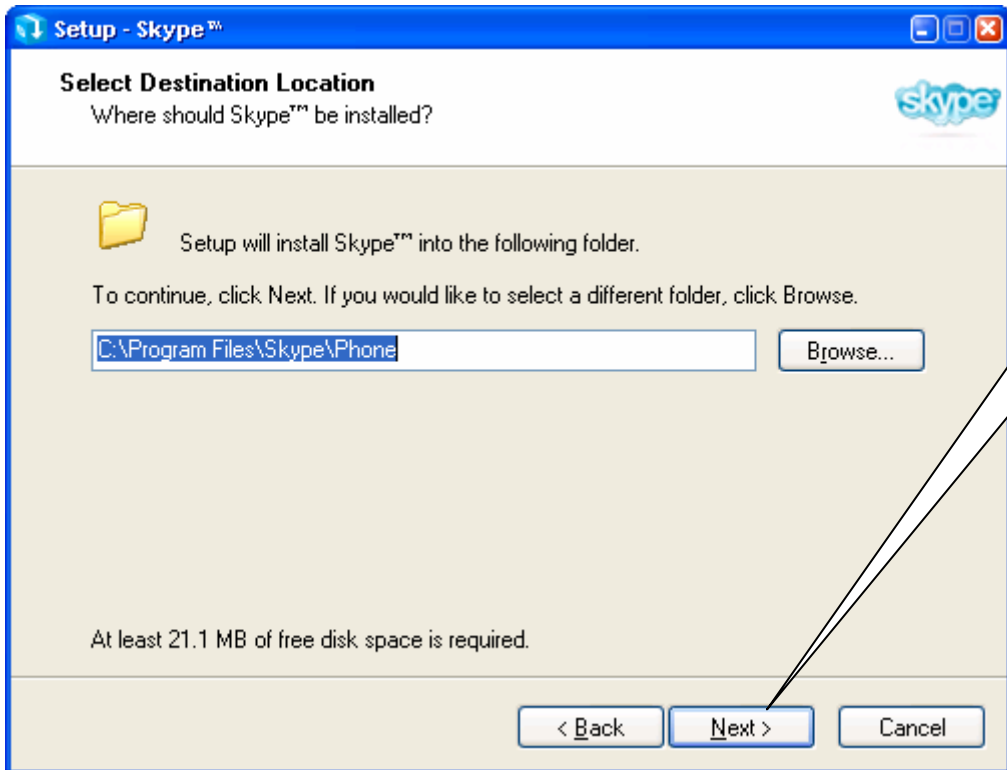 Setup - Skype™
Select Destination Location
Where should Skype™ be installed?
skype
Setup will install Skype™ into the following folder.
To continue, click Next. If you would like to select a different folder, click Browse.
C:\Program Files\Skype\Phone
Browse...
At least 21.1 MB of free disk space is required.
< Back
Next >
Cancel